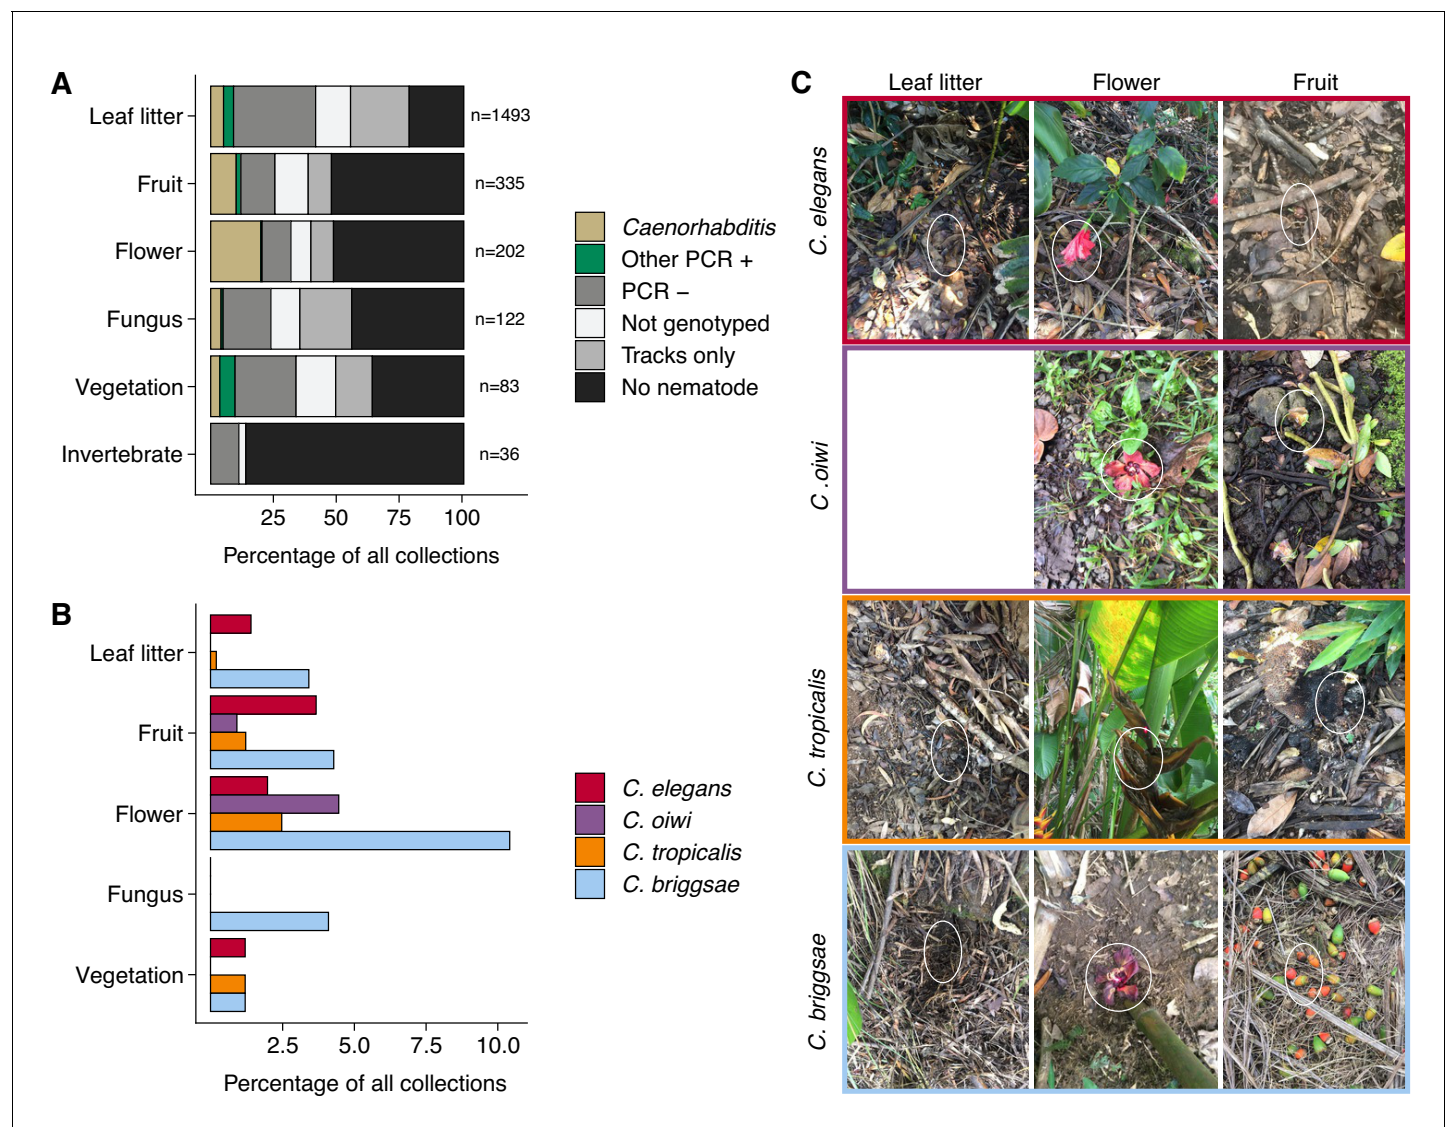 A
Leaf litter
n=1493
Fruit
n=335
Flower
n=202
Fungus
n=122
Vegetation
n=83
Invertebrate
n=36
25 50 75 100
Percentage of all collections
Caenorhabditis
Other PCR +
PCR –
Not genotyped
Tracks only
No nematode
B
Leaf litter
Fruit
Flower
Fungus
Vegetation
2.5 5.0 7.5 10.0
Percentage of all collections
C. elegans
C. oiwi
C. tropicalis
C. briggsae
C
Leaf litter Flower Fruit
C. elegans
C .oiwi
C. tropicalis
C. briggsae